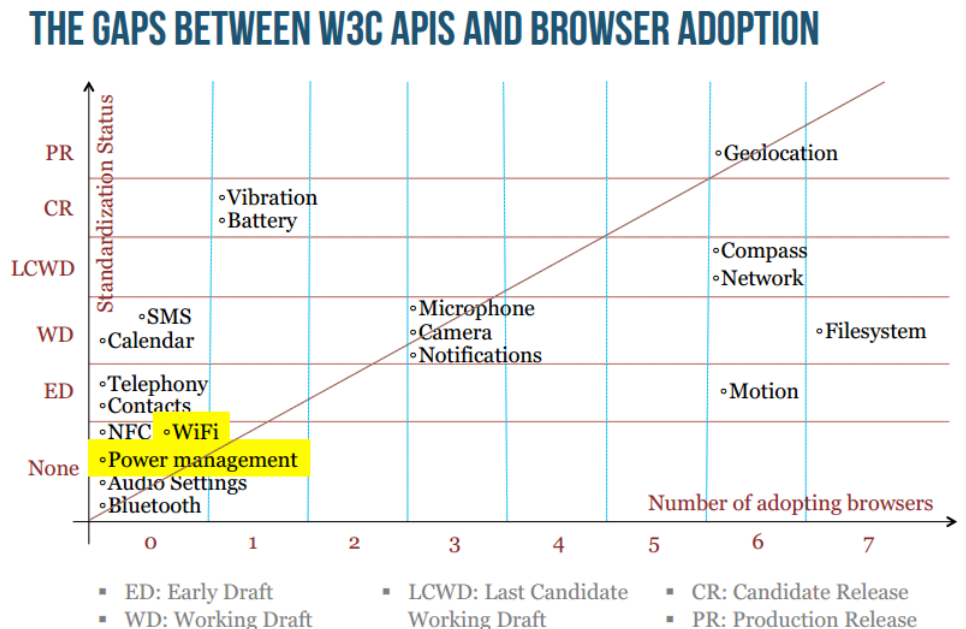 THE GAPS BETWEEN W3C APIS AND BROWSER ADOPTION
Standardization Status
PR
◦Geolocation
CR
◦Vibration
◦Battery
LCWD
◦Compass
◦Network
WD
◦SMS
◦Calendar
◦Microphone
◦Camera
◦Notifications
◦Filesystem
ED
◦Telephony
◦Contacts
◦Motion
None
◦NFC ◦WiFi
◦Power management
◦Audio Settings
◦Bluetooth
Number of adopting browsers
0 1 2 3 4 5 6 7
▪ ED: Early Draft
▪ WD: Working Draft
▪ LCWD: Last Candidate
Working Draft
▪ CR: Candidate Release
▪ PR: Production Release